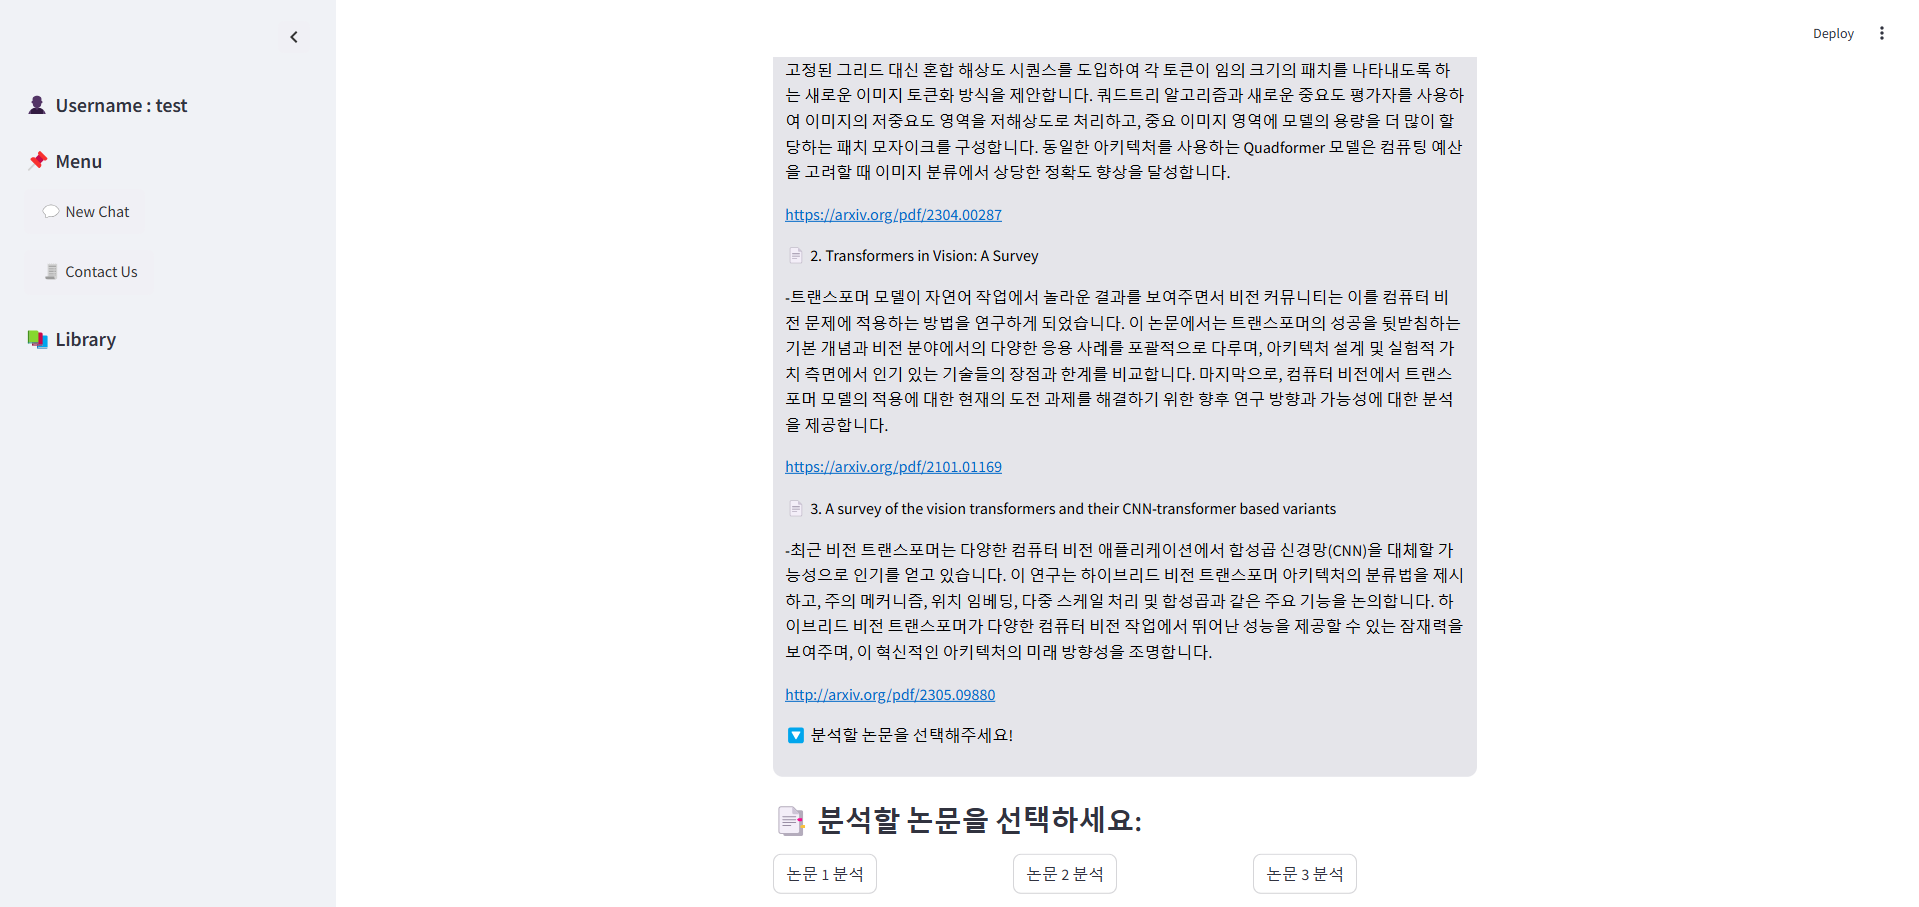 Deploy
Username : test
Menu
New Chat
Contact Us
Library
고정된 그리드 대신 혼합 해상도 시퀀스를 도입하여 각 토큰이 임의 크기의 패치를 나타내도록 하
는 새로운 이미지 토큰화 방식을 제안합니다. 쿼드트리 알고리즘과 새로운 중요도 평가자를 사용하
여 이미지의 저중요도 영역을 저해상도로 처리하고, 중요 이미지 영역에 모델의 용량을 더 많이 할
당하는 패치 모자이크를 구성합니다. 동일한 아키텍처를 사용하는 Quadformer 모델은 컴퓨팅 예산
을 고려할 때 이미지 분류에서 상당한 정확도 향상을 달성합니다.
https://arxiv.org/pdf/2304.00287
2. Transformers in Vision: A Survey
-트랜스포머 모델이 자연어 작업에서 놀라운 결과를 보여주면서 비전 커뮤니티는 이를 컴퓨터 비
전 문제에 적용하는 방법을 연구하게 되었습니다. 이 논문에서는 트랜스포머의 성공을 뒷받침하는
기본 개념과 비전 분야에서의 다양한 응용 사례를 포괄적으로 다루며, 아키텍처 설계 및 실험적 가
치 측면에서 인기 있는 기술들의 장점과 한계를 비교합니다. 마지막으로, 컴퓨터 비전에서 트랜스
포머 모델의 적용에 대한 현재의 도전 과제를 해결하기 위한 향후 연구 방향과 가능성에 대한 분석
을 제공합니다.
https://arxiv.org/pdf/2101.01169
3. A survey of the vision transformers and their CNN-transformer based variants
-최근 비전 트랜스포머는 다양한 컴퓨터 비전 애플리케이션에서 합성곱 신경망(CNN)을 대체할 가
능성으로 인기를 얻고 있습니다. 이 연구는 하이브리드 비전 트랜스포머 아키텍처의 분류법을 제시
하고, 주의 메커니즘, 위치 임베딩, 다중 스케일 처리 및 합성곱과 같은 주요 기능을 논의합니다. 하
이브리드 비전 트랜스포머가 다양한 컴퓨터 비전 작업에서 뛰어난 성능을 제공할 수 있는 잠재력을
보여주며, 이 혁신적인 아키텍처의 미래 방향성을 조명합니다.
http://arxiv.org/pdf/2305.09880
분석할 논문을 선택해주세요!
분석할 논문을 선택하세요:
논문 1 분석
논문 2 분석
논문 3 분석